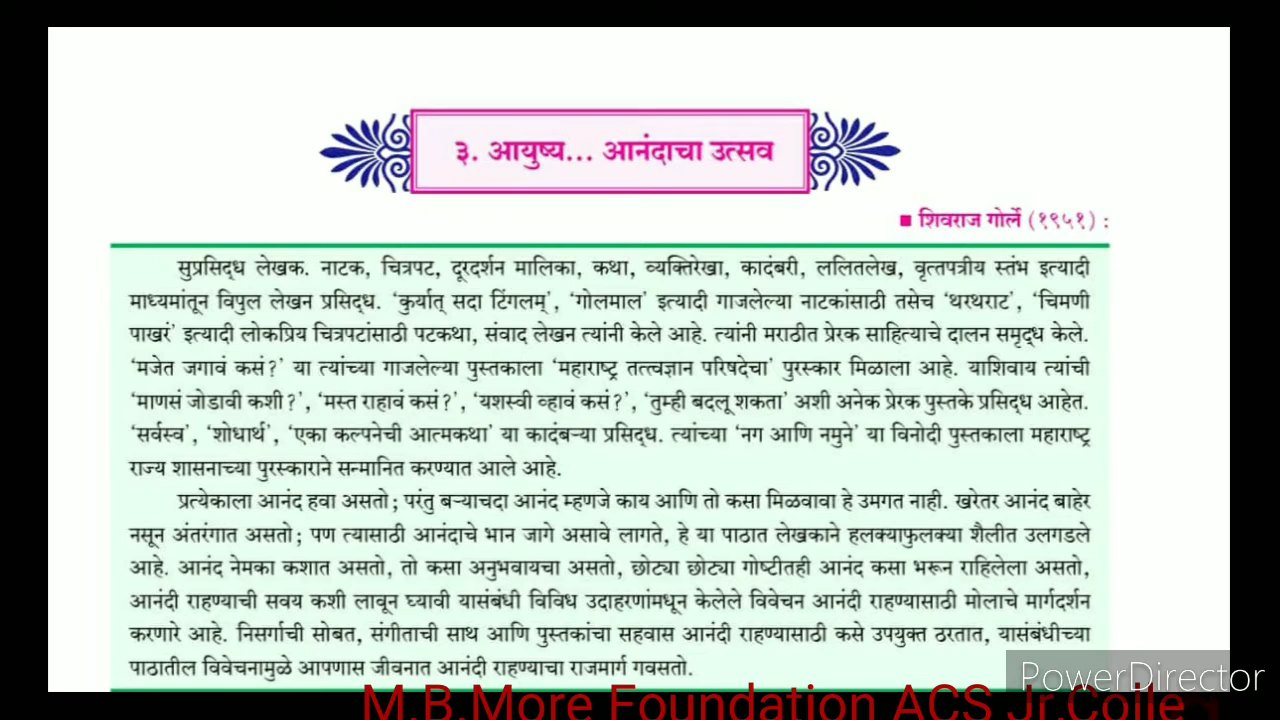 ३. आयुष्य... आनंदाचा उत्सव
■ शिवराज गोर्ले (१९५१) :
सुप्रसिद्ध लेखक. नाटक, चित्रपट, दूरदर्शन मालिका, कथा, व्यक्तिरेखा, कादंबरी, ललितलेख, वृत्तपत्रीय स्तंभ इत्यादी
माध्यमांतून विपुल लेखन प्रसिद्ध. ‘कुर्यात् सदा टिंगलम्’, ‘गोलमाल’ इत्यादी गाजलेल्या नाटकांसाठी तसेच ‘थरथराट’, ‘चिमणी
पाखरं’ इत्यादी लोकप्रिय चित्रपटांसाठी पटकथा, संवाद लेखन त्यांनी केले आहे. त्यांनी मराठीत प्रेरक साहित्याचे दालन समृद्ध केले.
‘मजेत जगावं कसं?’ या त्यांच्या गाजलेल्या पुस्तकाला ‘महाराष्ट्र तत्त्वज्ञान परिषदेचा’ पुरस्कार मिळाला आहे. याशिवाय त्यांची
‘माणसं जोडावी कशी?’, ‘मस्त राहावं कसं?’, ‘यशस्वी व्हावं कसं?’, ‘तुम्ही बदलू शकता’ अशी अनेक प्रेरक पुस्तके प्रसिद्ध आहेत.
‘सर्वस्व’, ‘शोधार्थ’, ‘एका कल्पनेची आत्मकथा’ या कादंबऱ्या प्रसिद्ध. त्यांच्या ‘नग आणि नमुने’ या विनोदी पुस्तकाला महाराष्ट्र
राज्य शासनाच्या पुरस्काराने सन्मानित करण्यात आले आहे.
प्रत्येकाला आनंद हवा असतो; परंतु बऱ्याचदा आनंद म्हणजे काय आणि तो कसा मिळवावा हे उमगत नाही. खरेतर आनंद बाहेर
नसून अंतरंगात असतो; पण त्यासाठी आनंदाचे भान जागे असावे लागते, हे या पाठात लेखकाने हलक्याफुलक्या शैलीत उलगडले
आहे. आनंद नेमका कशात असतो, तो कसा अनुभवायचा असतो, छोट्या छोट्या गोष्टीतही आनंद कसा भरून राहिलेला असतो,
आनंदी राहण्याची सवय कशी लावून घ्यावी यासंबंधी विविध उदाहरणांमधून केलेले विवेचन आनंदी राहण्यासाठी मोलाचे मार्गदर्शन
करणारे आहे. निसर्गाची सोबत, संगीताची साथ आणि पुस्तकांचा सहवास आनंदी राहण्यासाठी कसे उपयुक्त ठरतात, यासंबंधीच्या
पाठातील विवेचनामुळे आपणास जीवनात आनंदी राहण्याचा राजमार्ग गवसतो.
PowerDirector
M.B.More Foundation ACS Jr.Colle